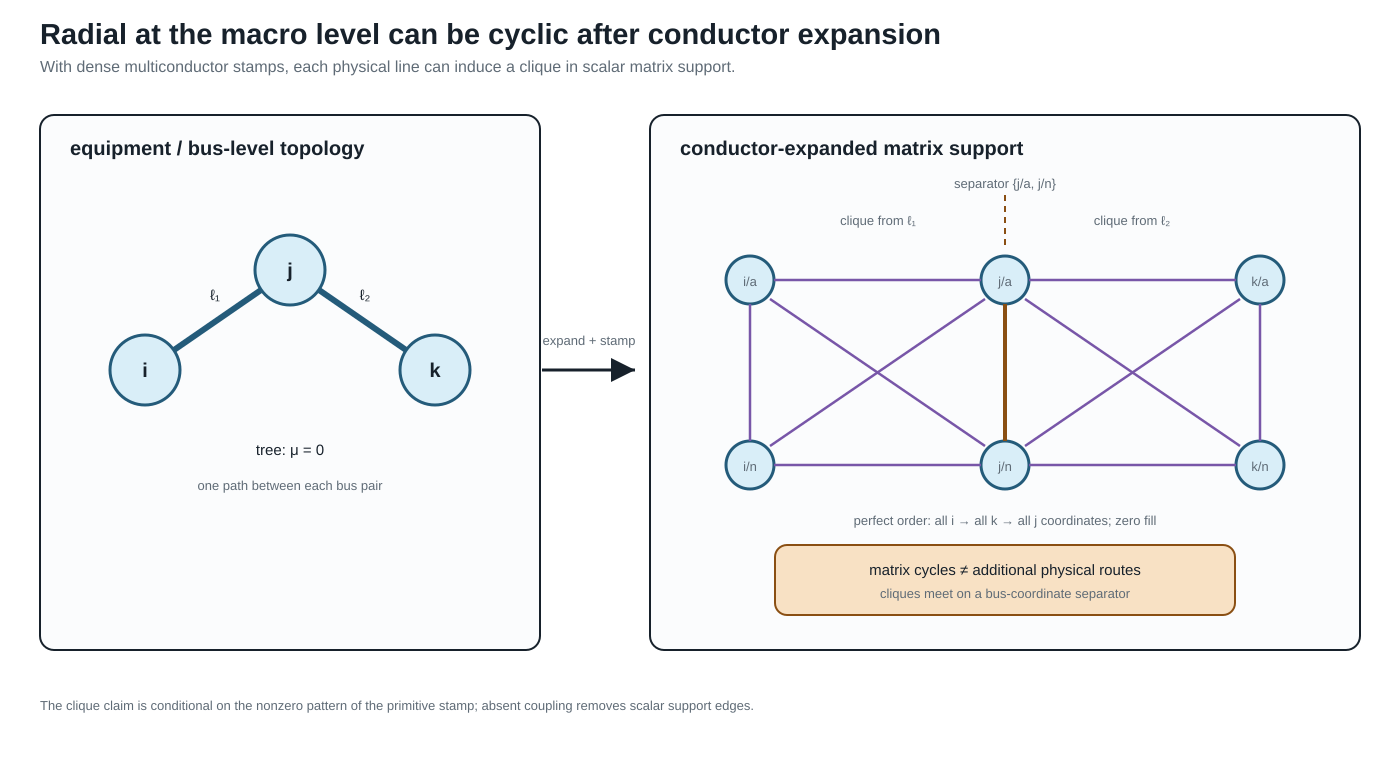 Radial at the macro level can be cyclic after conductor expansion
With dense multiconductor stamps, each physical line can induce a clique in scalar matrix support.
equipment / bus-level topology
j
ℓ₁
ℓ₂
i
k
tree: μ = 0
one path between each bus pair
expand + stamp
conductor-expanded matrix support
separator {j/a, j/n}
clique from ℓ₁
clique from ℓ₂
i/a
j/a
k/a
i/n
j/n
k/n
perfect order: all i → all k → all j coordinates; zero fill
matrix cycles ≠ additional physical routes
cliques meet on a bus-coordinate separator
The clique claim is conditional on the nonzero pattern of the primitive stamp; absent coupling removes scalar support edges.